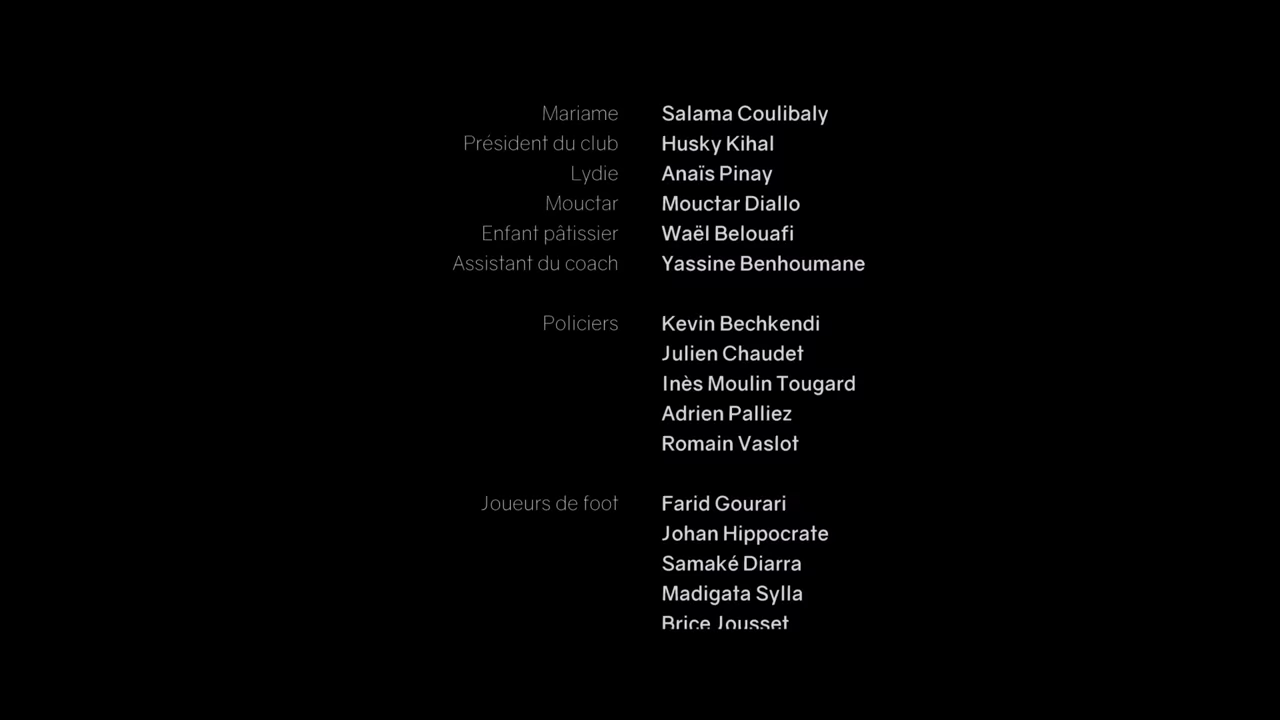 Mariame Salama Coulibaly
Président du club Husky Kihal
Lydie Anaïs Pinay
Mouctar Mouctar Diallo
Enfant pâtissier Waël Belouafi
Assistant du coach Yassine Benhoumane
Policiers Kevin Bechkendi
Julien Chaudet
Inès Moulin Tougard
Adrien Palliez
Romain Vaslot
Joueurs de foot Farid Gourari
Johan Hippocrate
Samaké Diarra
Madigata Sylla
Brice Jousset